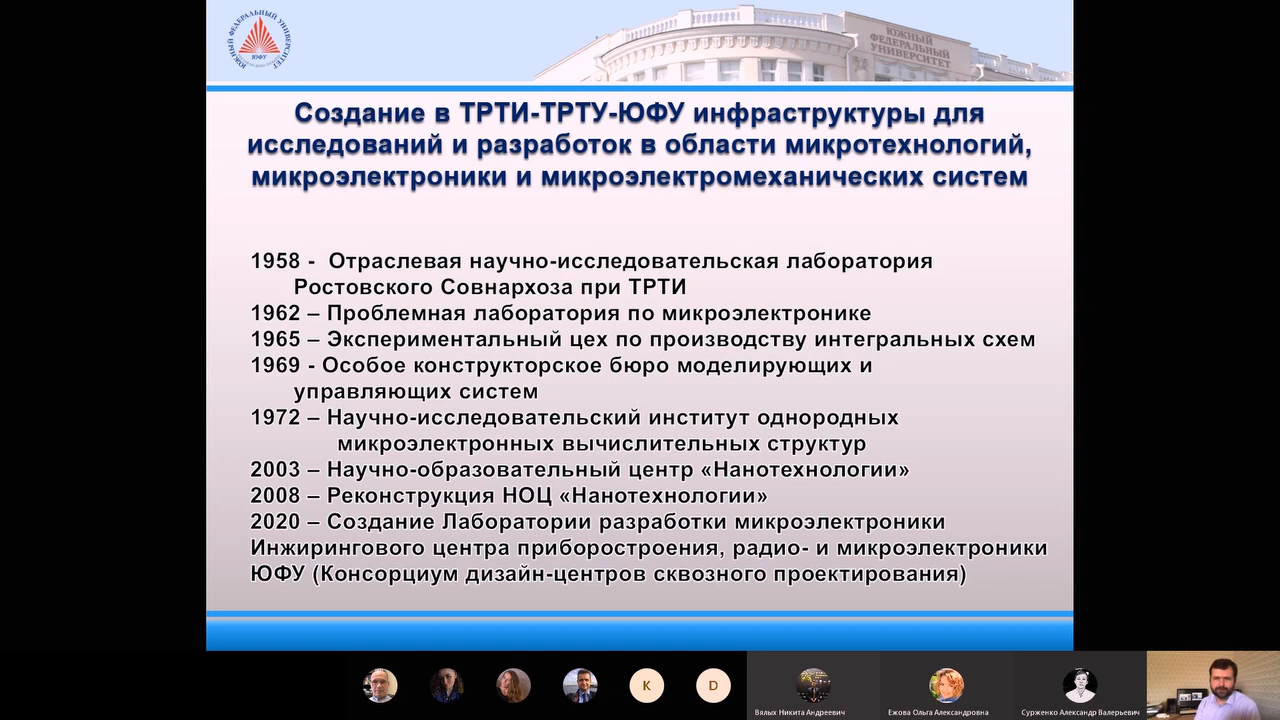 ЮЖНЫЙ ФЕДЕРАЛЬНЫЙ УНИВЕРСИТЕТ
ЮФУ
ЮЖНЫЙ
ФЕДЕРАЛЬНЫЙ
УНИВЕРСИТЕТ
Создание в ТРТИ-ТРТУ-ЮФУ инфраструктуры для
исследований и разработок в области микротехнологий,
микроэлектроники и микроэлектромеханических систем
1958 - Отраслевая научно-исследовательская лаборатория
Ростовского Совнархоза при ТРТИ
1962 – Проблемная лаборатория по микроэлектронике
1965 – Экспериментальный цех по производству интегральных схем
1969 - Особое конструкторское бюро моделирующих и
управляющих систем
1972 – Научно-исследовательский институт однородных
микроэлектронных вычислительных структур
2003 – Научно-образовательный центр «Нанотехнологии»
2008 – Реконструкция НОЦ «Нанотехнологии»
2020 – Создание Лаборатории разработки микроэлектроники
Инжирингового центра приборостроения, радио- и микроэлектроники
ЮФУ (Консорциум дизайн-центров сквозного проектирования)
K
D
Вялых Никита Андреевич
Ежова Ольга Александровна
Сурженко Александр Валерьевич